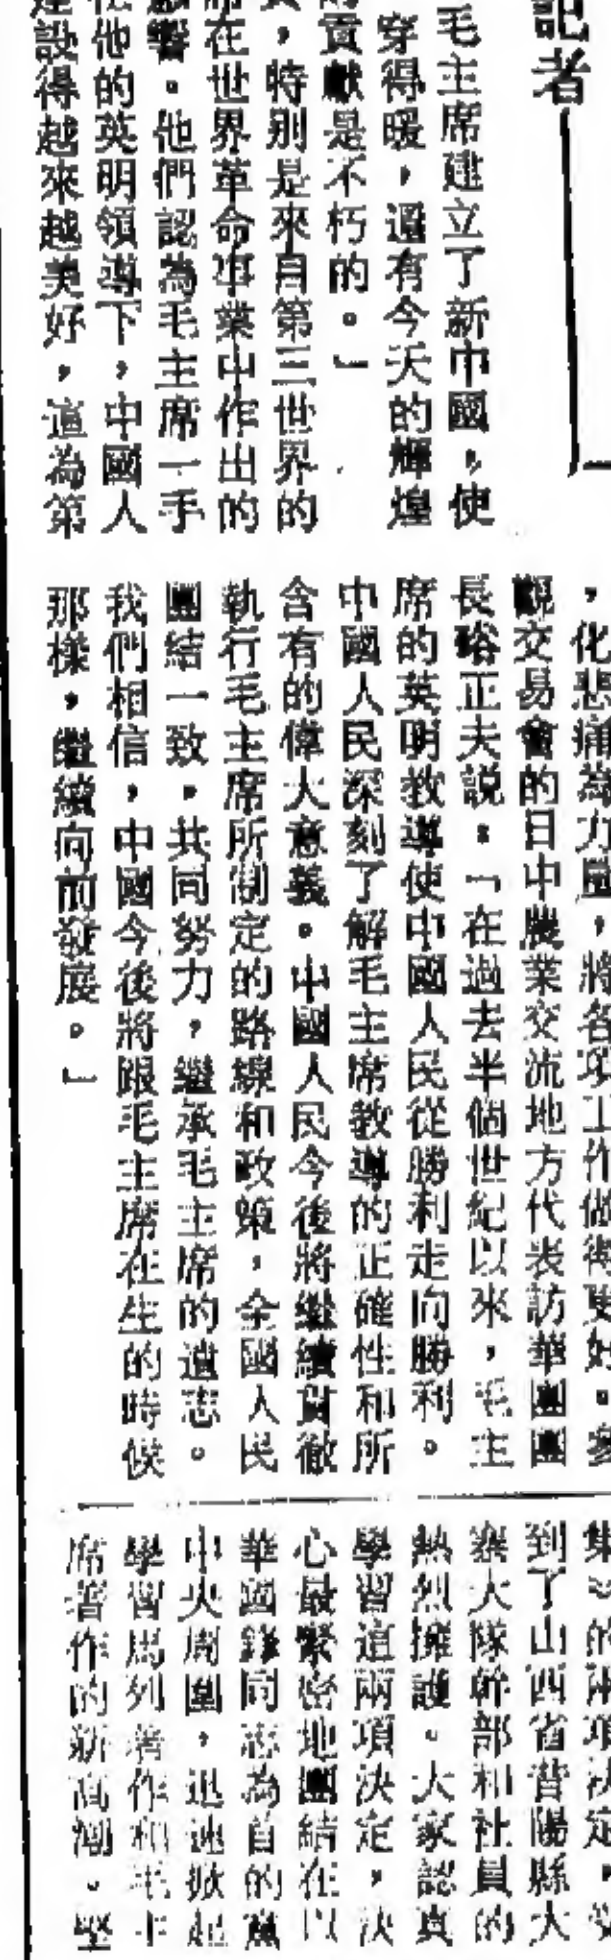 記者
毛主席建立了新中國，使
穿得暖，還有今天的輝煌
貢獻是不朽的。」
，特别是來自第三世界的
席在世界革命事業中作出的
影響。他們認為毛主席一手
在他的英明領導下，中國人
建設得越來越美好，這為第
，化悲痛為力量，將各項工作做得更好。參
觀交易會的日中農業交流地方代表訪華團團
長 正夫説：「在過去半個世紀以來，毛主
席的英明教導使中國人民從勝利走向勝利。
中國人民深刻了解毛主席教導的正確性和所
含有的偉大意義。中國人民今後將繼續貫徹
執行毛主席所制定的路線和政策，全國人民
團結一致，共同努力，繼承毛主席的遺志。
我們相信，中國今後將跟毛主席在生的時候
那樣，繼續向前發展。」
集》的兩項決定，
到了山西省昔陽縣大
寨大隊幹部和社員的
熱烈擁護。大家認真
學習這兩項決定，決
心最緊密地團結在以
華國鋒同志為首的黨
中央周圍，迅速掀起
學習馬列著作和毛主
席著作的新高潮。堅